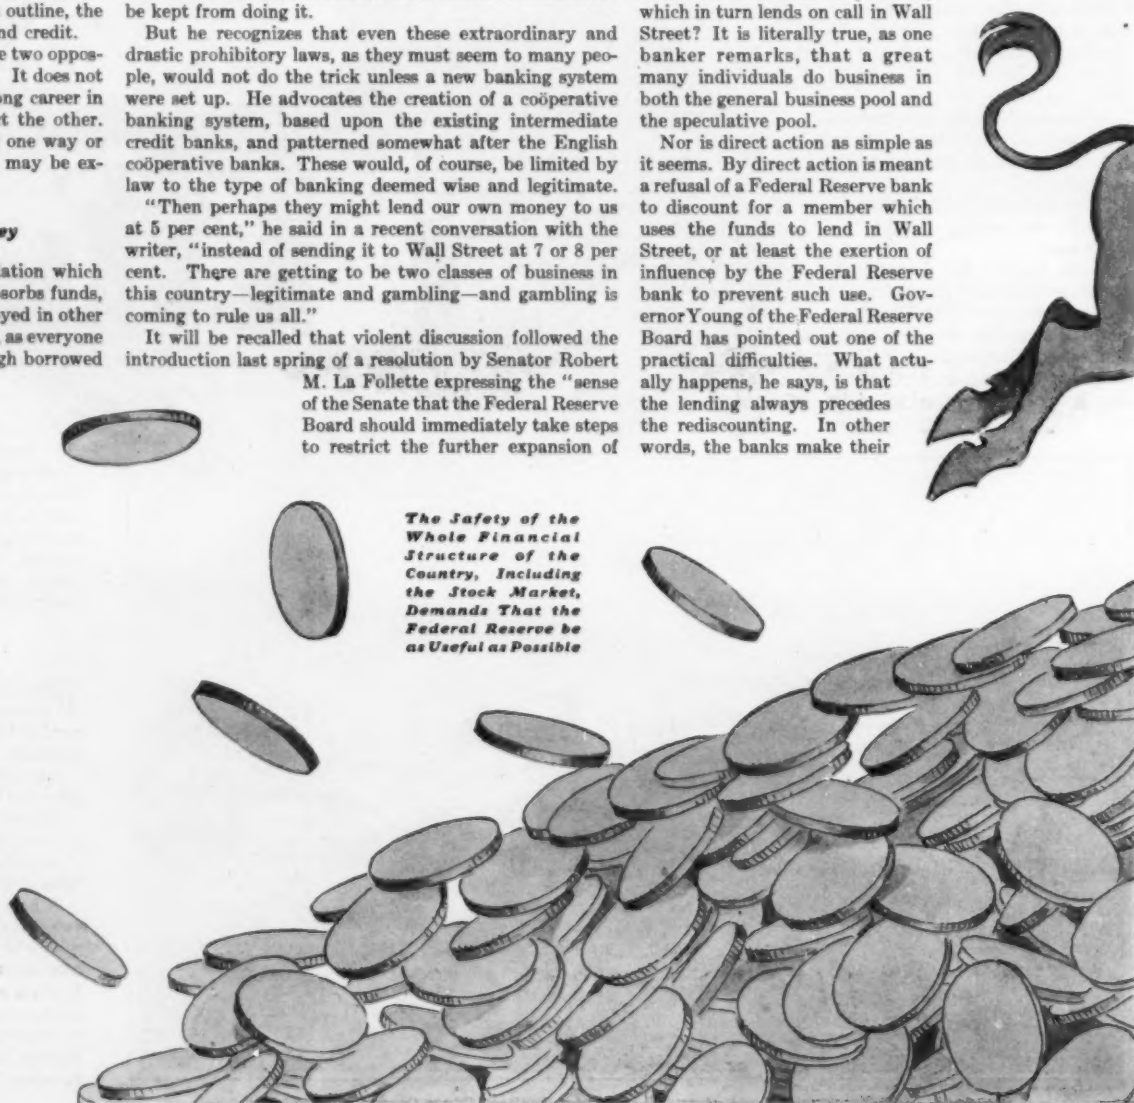 outline, the
nd credit.
e two oppos-
It does not
ong career in
t the other.
one way or
may be ex-
ey
ation which
sorbs funds,
yed in other
as everyone
gh borrowed
be kept from doing it.
But he recognizes that even these extraordinary and
drastic prohibitory laws, as they must seem to many peo-
ple, would not do the trick unless a new banking system
were set up. He advocates the creation of a coöperative
banking system, based upon the existing intermediate
credit banks, and patterned somewhat after the English
coöperative banks. These would, of course, be limited by
law to the type of banking deemed wise and legitimate.
"Then perhaps they might lend our own money to us
at 5 per cent," he said in a recent conversation with the
writer, "instead of sending it to Wall Street at 7 or 8 per
cent. There are getting to be two classes of business in
this country—legitimate and gambling—and gambling is
coming to rule us all."
It will be recalled that violent discussion followed the
introduction last spring of a resolution by Senator Robert
M. La Follette expressing the "sense
of the Senate that the Federal Reserve
Board should immediately take steps
to restrict the further expansion of
which in turn lends on call in Wall
Street? It is literally true, as one
banker remarks, that a great
many individuals do business in
both the general business pool and
the speculative pool.
Nor is direct action as simple as
it seems. By direct action is meant
a refusal of a Federal Reserve bank
to discount for a member which
uses the funds to lend in Wall
Street, or at least the exertion of
influence by the Federal Reserve
bank to prevent such use. Gov-
ernor Young of the Federal Reserve
Board has pointed out one of the
practical difficulties. What actu-
ally happens, he says, is that
the lending always precedes
the rediscounting. In other
words, the banks make their
The Safety of the
Whole Financial
Structure of the
Country, Including
the Stock Market,
Demands That the
Federal Reserve be
as Useful as Possible